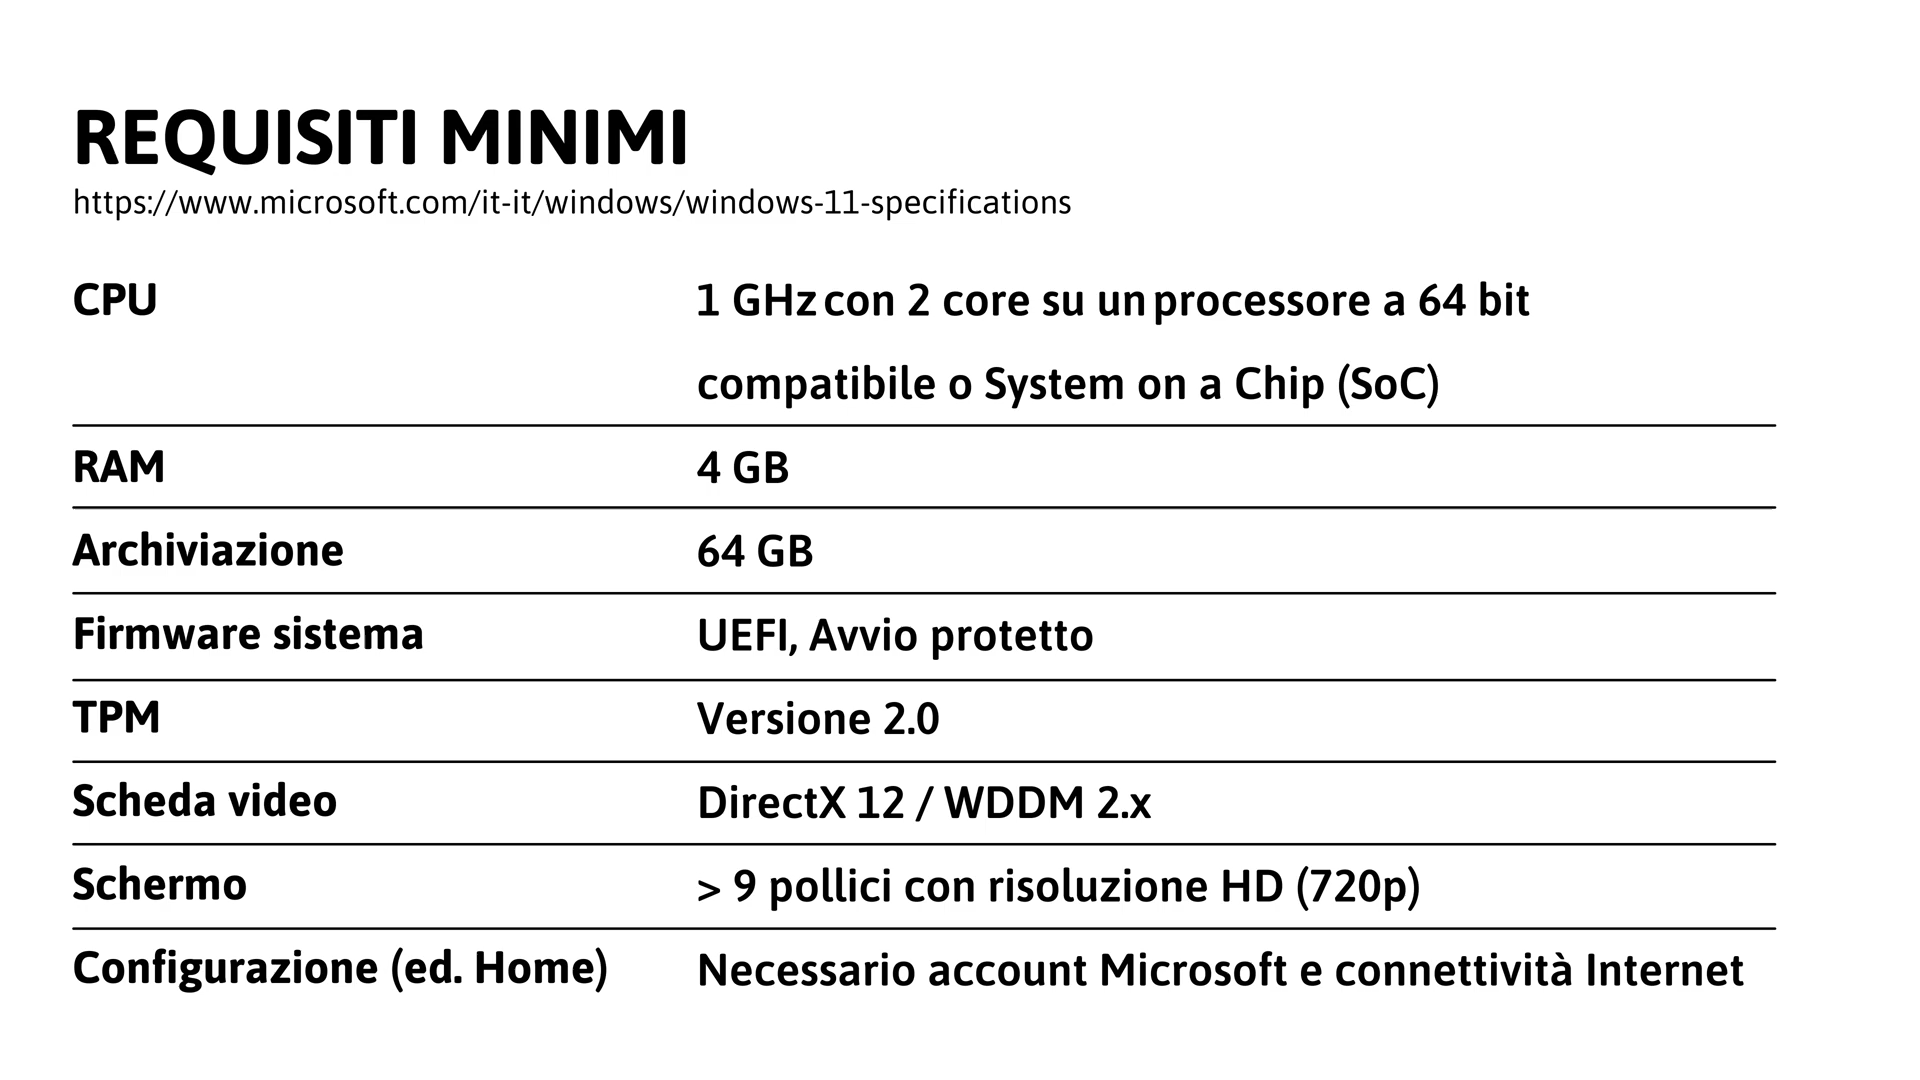 REQUISITI MINIMI
https://www.microsoft.com/it-it/windows/windows-11-specifications
CPU 1 GHz con 2 core su un processore a 64 bit
compatibile o System on a Chip (SoC)
RAM 4 GB
Archiviazione 64 GB
Firmware sistema UEFI, Avvio protetto
TPM Versione 2.0
Scheda video DirectX 12 / WDDM 2.x
Schermo > 9 pollici con risoluzione HD (720p)
Configurazione (ed. Home) Necessario account Microsoft e connettività Internet